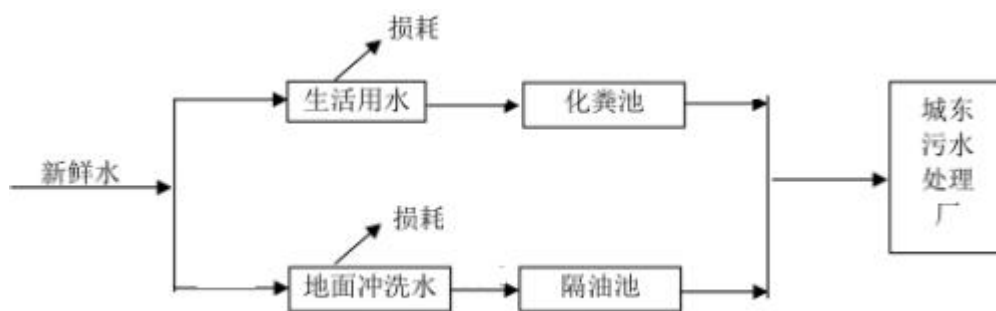 损耗
生活用水
化粪池
城东
污水
处理
厂
新鲜水
损耗
地面冲洗水
隔油池